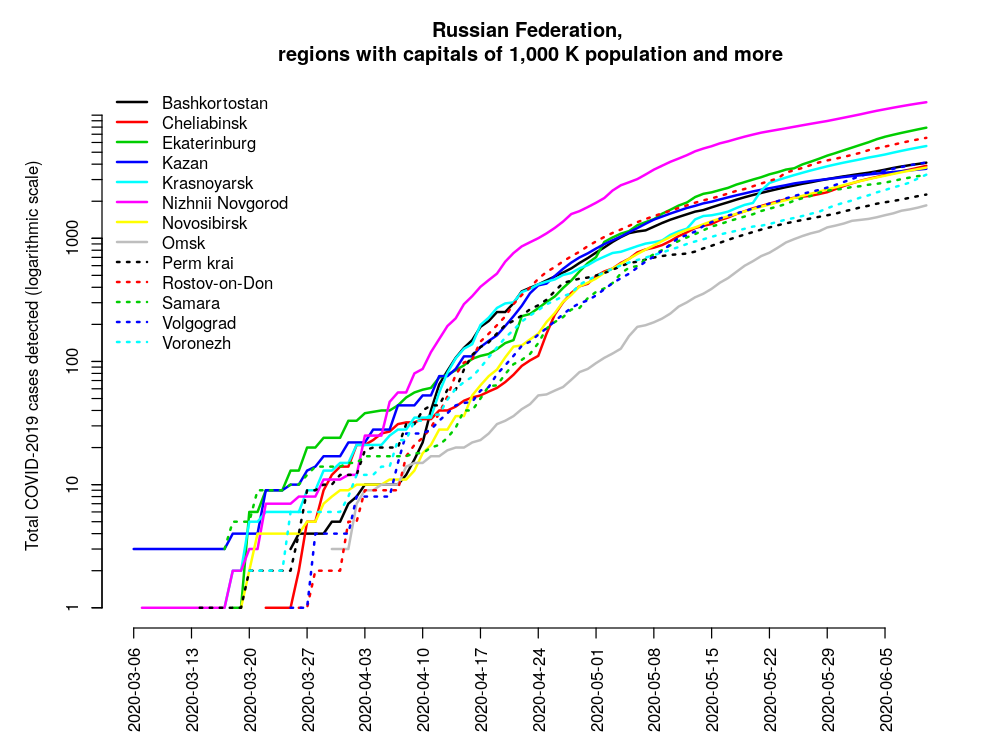 Russian Federation,
regions with capitals of 1,000 K population and more
Total COVID-2019 cases detected (logarithmic scale)
1000
100
10
1
Bashkortostan
Cheliabinsk
Ekaterinburg
Kazan
Krasnoyarsk
Nizhnii Novgorod
Novosibirsk
Omsk
Perm krai
Rostov-on-Don
Samara
Volgograd
Voronezh
2020-03-06
2020-03-13
2020-03-20
2020-03-27
2020-04-03
2020-04-10
2020-04-17
2020-04-24
2020-05-01
2020-05-08
2020-05-15
2020-05-22
2020-05-29
2020-06-05